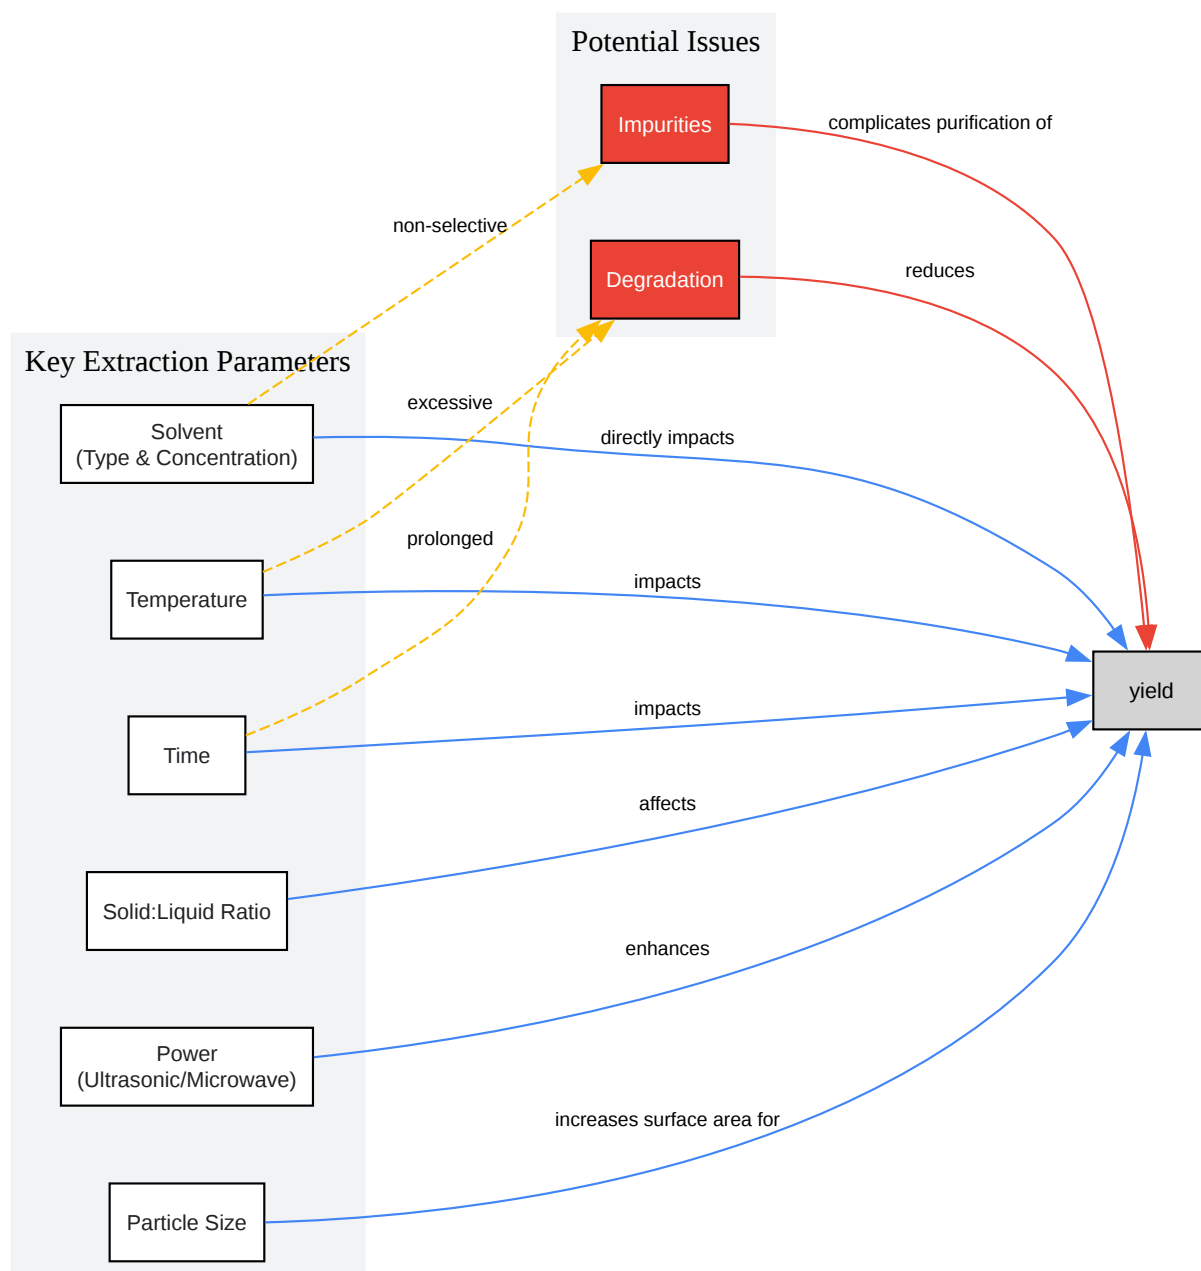 Potential Issues
Impurities
complicates purification of
non-selective
Degradation
reduces
Key Extraction Parameters
Solvent
(Type & Concentration)
excessive
directly impacts
prolonged
Temperature
impacts
yield
Time
impacts
affects
Solid:Liquid Ratio
enhances
Power
(Ultrasonic/Microwave)
increases surface area for
Particle Size